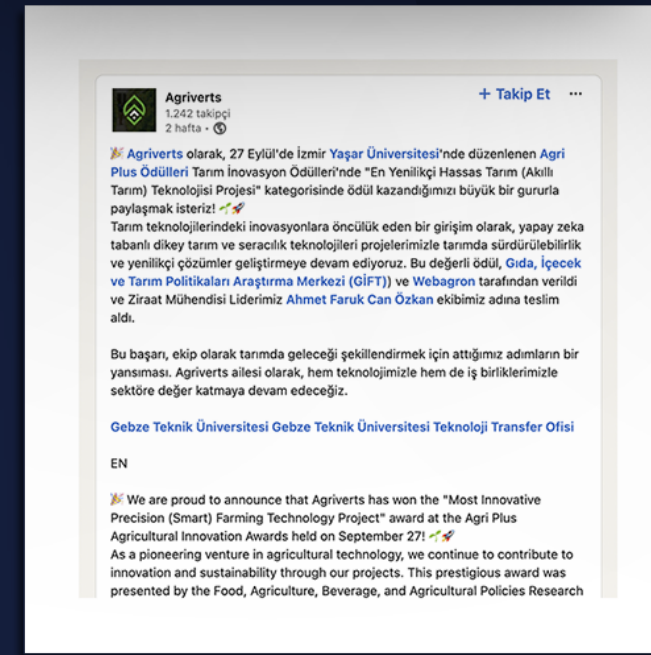 Agriverts
+ Takip Et ...
1.242 takipçi
2 hafta •
Agriverts olarak, 27 Eylül'de İzmir Yaşar Üniversitesi'nde düzenlenen Agri
Plus Ödülleri Tarım İnovasyon Ödülleri'nde "En Yenilikçi Hassas Tarım (Akıllı
Tarım) Teknolojisi Projesi" kategorisinde ödül kazandığımızı büyük bir gururla
paylaşmak isteriz! 🌱🚀
Tarım teknolojilerindeki inovasyonlara öncülük eden bir girişim olarak, yapay zeka
tabanlı dikey tarım ve seracılık teknolojileri projelerimizle tarımda sürdürülebilirlik
ve yenilikçi çözümler geliştirmeye devam ediyoruz. Bu değerli ödül, Gıda, İçecek
ve Tarım Politikaları Araştırma Merkezi (GİFT)) ve Webagron tarafından verildi
ve Ziraat Mühendisi Liderimiz Ahmet Faruk Can Özkan ekibimiz adına teslim
aldı.
Bu başarı, ekip olarak tarımda geleceği şekillendirmek için attığımız adımların bir
yansıması. Agriverts ailesi olarak, hem teknolojimizle hem de iş birliklerimizle
sektöre değer katmaya devam edeceğiz.
Gebze Teknik Üniversitesi Gebze Teknik Üniversitesi Teknoloji Transfer Ofisi
EN
🎉 We are proud to announce that Agriverts has won the "Most Innovative
Precision (Smart) Farming Technology Project" award at the Agri Plus
Agricultural Innovation Awards held on September 27! 🌱🚀
As a pioneering venture in agricultural technology, we continue to contribute to
innovation and sustainability through our projects. This prestigious award was
presented by the Food, Agriculture, Beverage, and Agricultural Policies Research